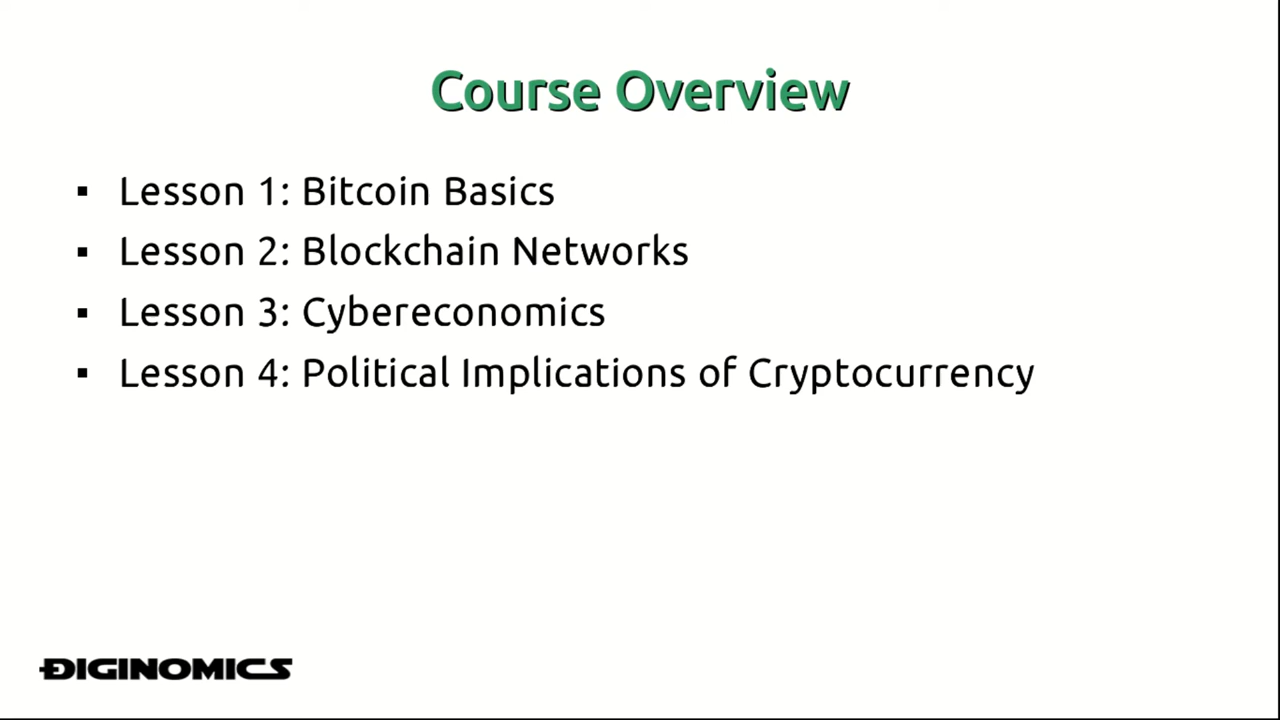 Course Overview
▪ Lesson 1: Bitcoin Basics
▪ Lesson 2: Blockchain Networks
▪ Lesson 3: Cybereconomics
▪ Lesson 4: Political Implications of Cryptocurrency
ĐIGINOMICS